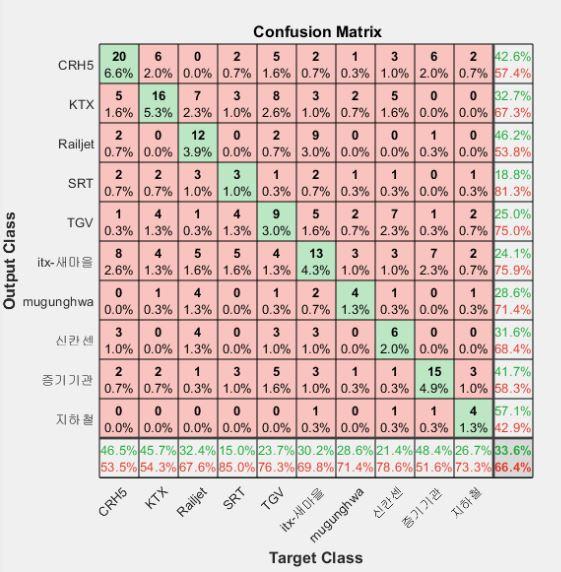 Confusion Matrix
CRH5 20 6 0 2 5 2 1 3 6 2 42.6%
6.6% 2.0% 0.0% 0.7% 1.6% 0.7% 0.3% 1.0% 2.0% 0.7% 57.4%
KTX 5 16 7 3 8 3 2 5 0 0 32.7%
1.6% 5.3% 2.3% 1.0% 2.6% 1.0% 0.7% 1.6% 0.0% 0.0% 67.3%
Railjet 2 0 12 0 2 9 0 0 1 0 46.2%
0.7% 0.0% 3.9% 0.0% 0.7% 3.0% 0.0% 0.0% 0.3% 0.0% 53.8%
SRT 2 2 3 3 1 2 1 1 0 1 18.8%
0.7% 0.7% 1.0% 1.0% 0.3% 0.7% 0.3% 0.3% 0.0% 0.3% 81.3%
TGV 1 4 1 4 9 5 2 7 1 2 25.0%
0.3% 1.3% 0.3% 1.3% 3.0% 1.6% 0.7% 2.3% 0.3% 0.7% 75.0%
itx-새마을 8 4 5 5 4 13 3 3 7 2 24.1%
2.6% 1.3% 1.6% 1.6% 1.3% 4.3% 1.0% 1.0% 2.3% 0.7% 75.9%
mugunghwa 0 1 4 0 1 2 4 1 0 1 28.6%
0.0% 0.3% 1.3% 0.0% 0.3% 0.7% 1.3% 0.3% 0.0% 0.3% 71.4%
신칸센 3 0 4 0 3 3 0 6 0 0 31.6%
1.0% 0.0% 1.3% 0.0% 1.0% 1.0% 0.0% 2.0% 0.0% 0.0% 68.4%
증기기관 2 2 1 3 5 3 1 1 15 3 41.7%
0.7% 0.7% 0.3% 1.0% 1.6% 1.0% 0.3% 0.3% 4.9% 1.0% 58.3%
지하철 0 0 0 0 0 1 0 1 1 4 57.1%
0.0% 0.0% 0.0% 0.0% 0.0% 0.3% 0.0% 0.3% 0.3% 1.3% 42.9%
46.5% 45.7% 32.4% 15.0% 23.7% 30.2% 28.6% 21.4% 48.4% 26.7% 33.6%
53.5% 54.3% 67.6% 85.0% 76.3% 69.8% 71.4% 78.6% 51.6% 73.3% 66.4%
CRH5 KTX Railjet SRT TGV itx-새마을 mugunghwa 신칸센 증기기관 지하철
Target Class
Output Class